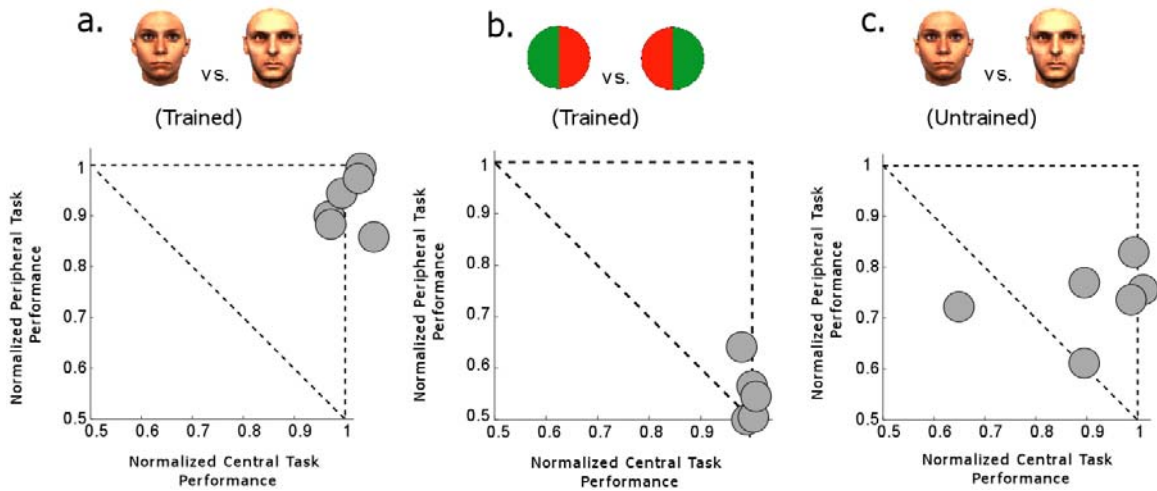 a.
vs.
(Trained)
Normalized Peripheral Task
Performance
1
0.9
0.8
0.7
0.6
0.5
0.5 0.6 0.7 0.8 0.9 1
Normalized Central Task
Performance
b.
vs.
(Trained)
Normalized Peripheral Task
Performance
1
0.9
0.8
0.7
0.6
0.5
0.5 0.6 0.7 0.8 0.9 1
Normalized Central Task
Performance
c.
vs.
(Untrained)
Normalized Peripheral Task
Performance
1
0.9
0.8
0.7
0.6
0.5
0.5 0.6 0.7 0.8 0.9 1
Normalized Central Task
Performance